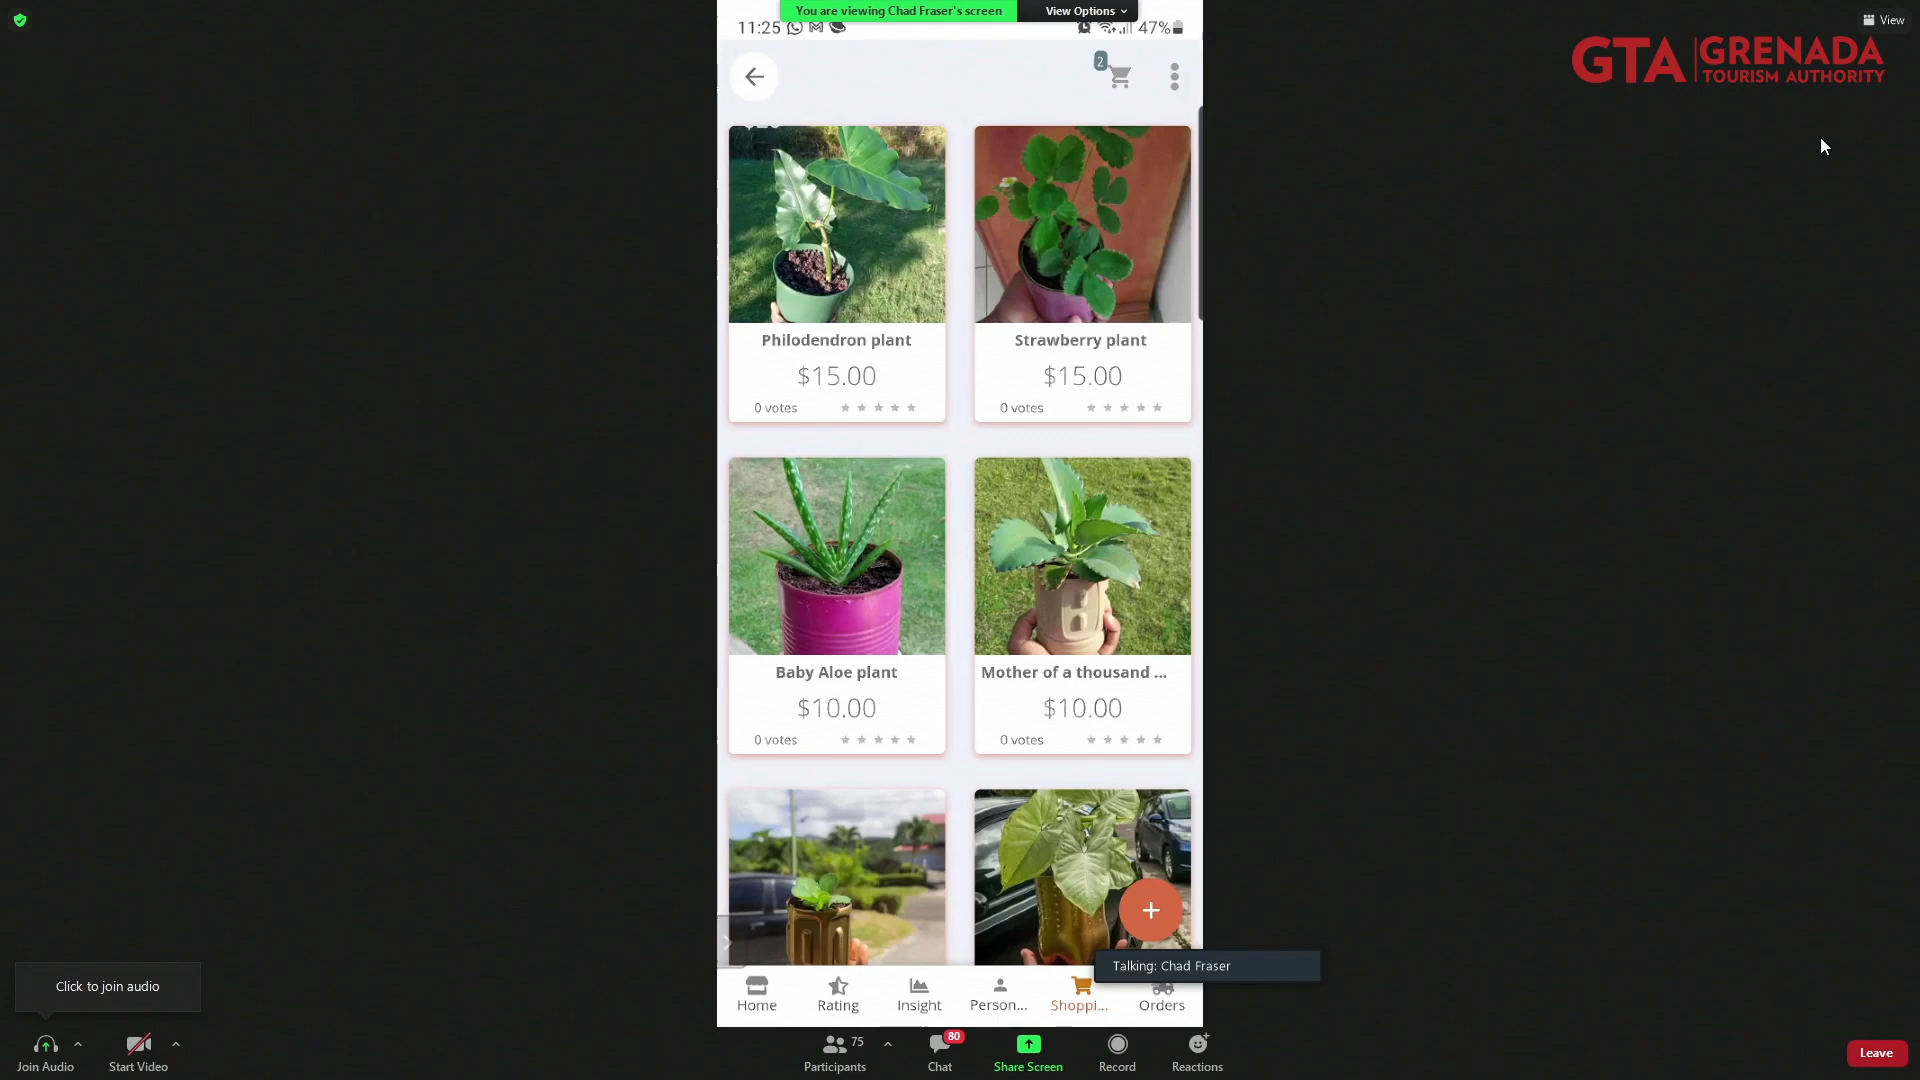 You are viewing Chad Fraser's screen
View Options
View
11:25
47%
GTA GRENADA
TOURISM AUTHORITY
2
Philodendron plant
$15.00
0 votes
Strawberry plant
$15.00
0 votes
Baby Aloe plant
$10.00
0 votes
Mother of a thousand ...
$10.00
0 votes
Talking: Chad Fraser
Click to join audio
Home
Rating
Insight
Person...
Shoppi...
Orders
Join Audio
Start Video
75
Participants
80
Chat
Share Screen
Record
Reactions
Leave